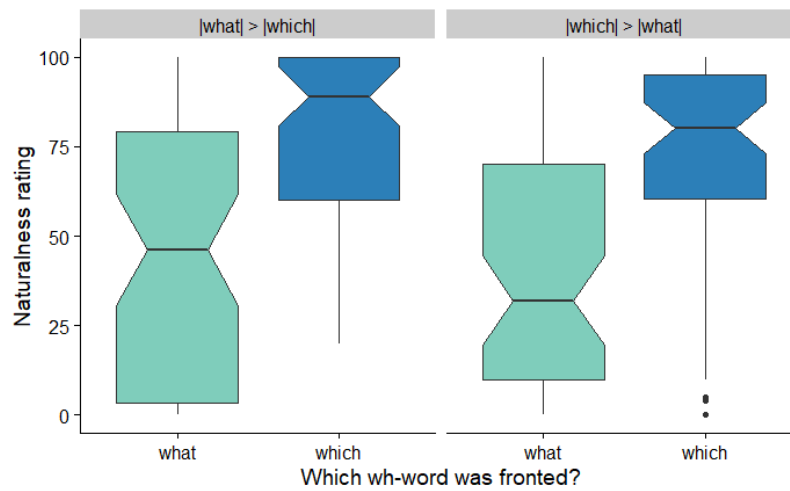 |what| > |which|
|which| > |what|
Naturalness rating
100
75
50
25
0
what
which
what
which
Which wh-word was fronted?